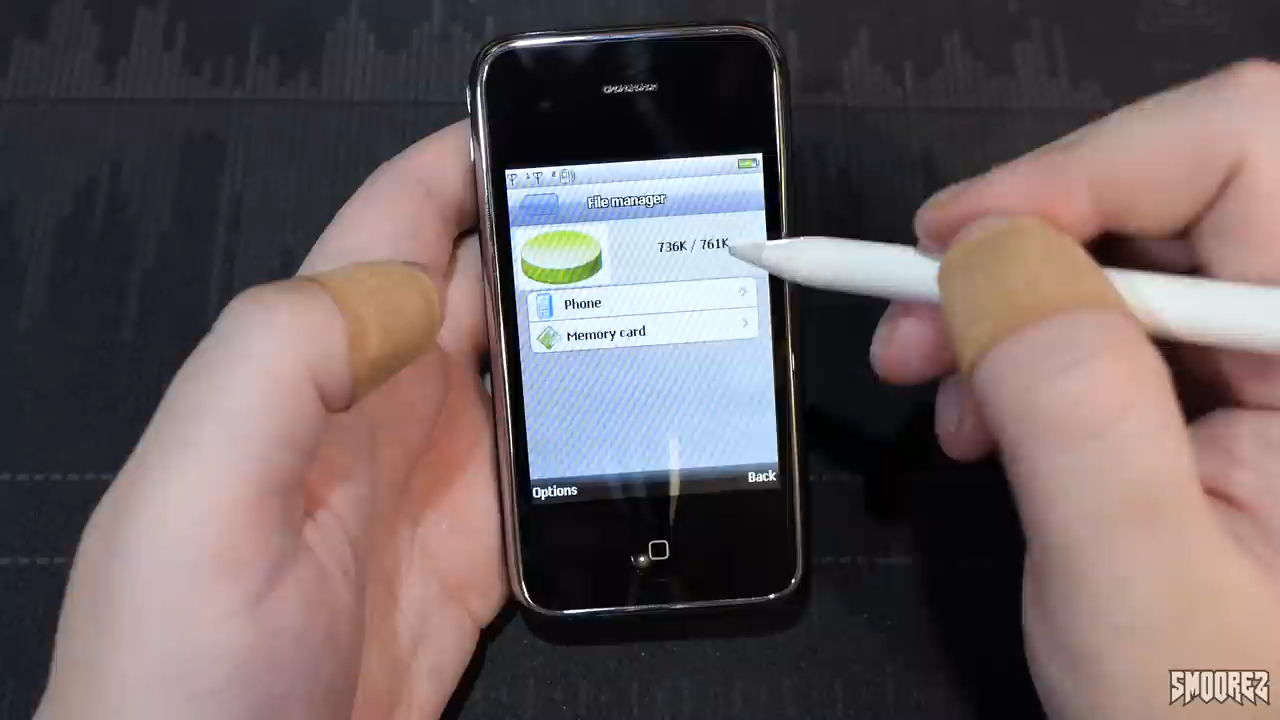 File manager
736K / 761K
Phone
Memory card
Options
Back
SMOOREZ